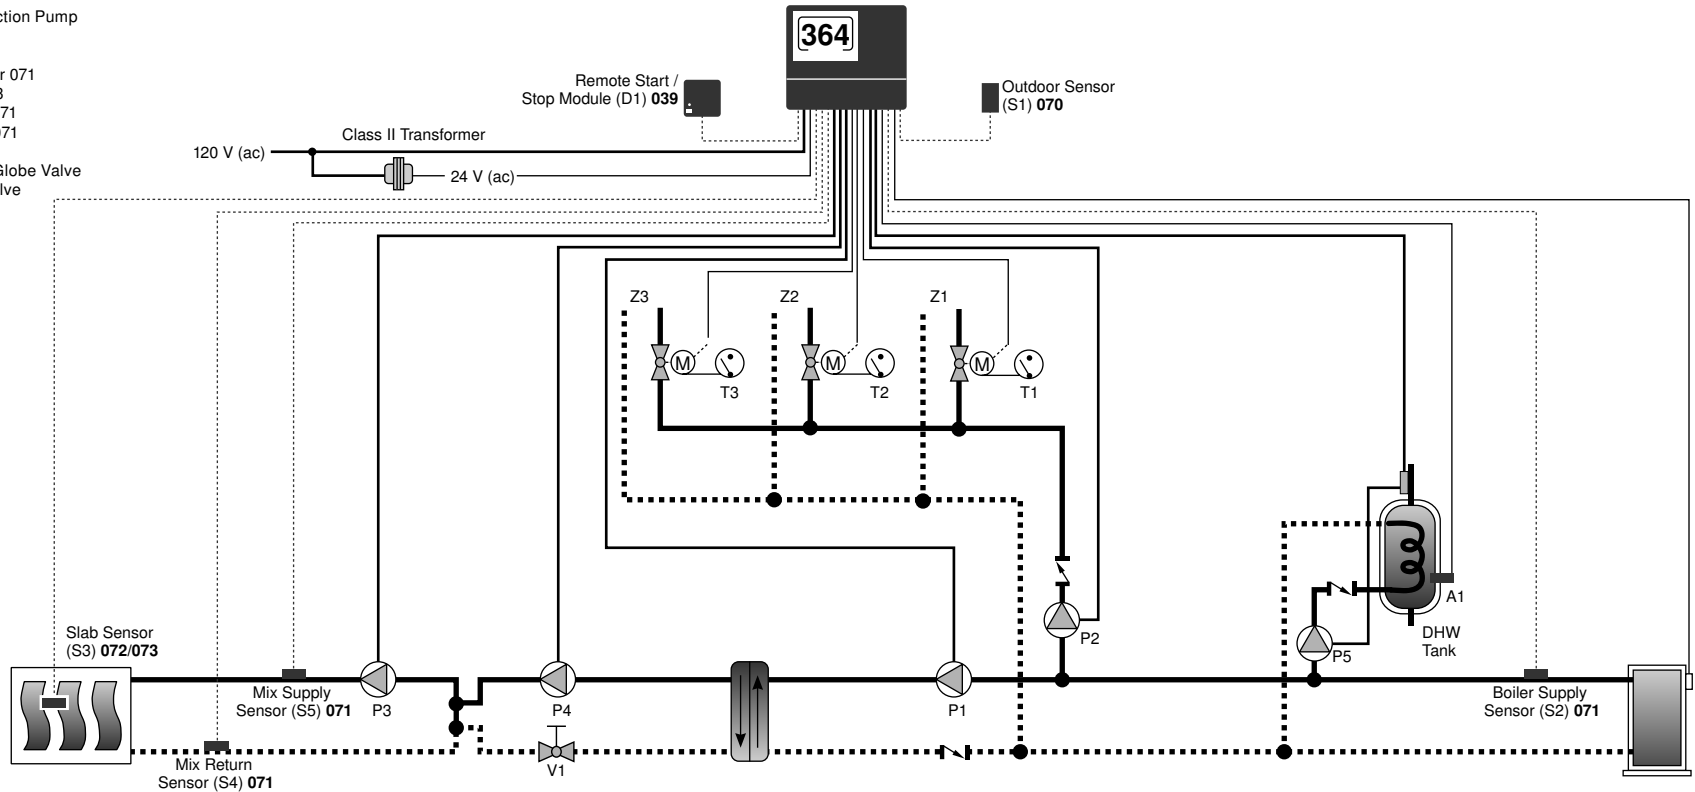 ction Pump
r 071
3
71
071
Globe Valve
lve
364
Remote Start /
Stop Module (D1) 039
Outdoor Sensor
(S1) 070
Class II Transformer
120 V (ac)
24 V (ac)
Z3
Z2
Z1
M
M
M
T3
T2
T1
A1
DHW
Tank
P2
P5
Slab Sensor
(S3) 072/073
Mix Supply
Sensor (S5) 071
P3
P4
P1
Boiler Supply
Sensor (S2) 071
Mix Return
Sensor (S4) 071
V1